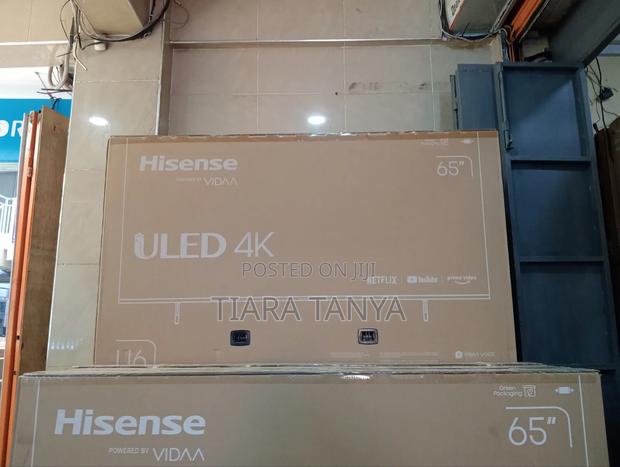 Hisense
POWERED BY VIDAA
65"
ULED 4K
POSTED ON JIJI
NETFLIX YouTube prime video
TIARA TANYA
U6
Hisense
POWERED BY VIDAA
Green
Packaging
65"